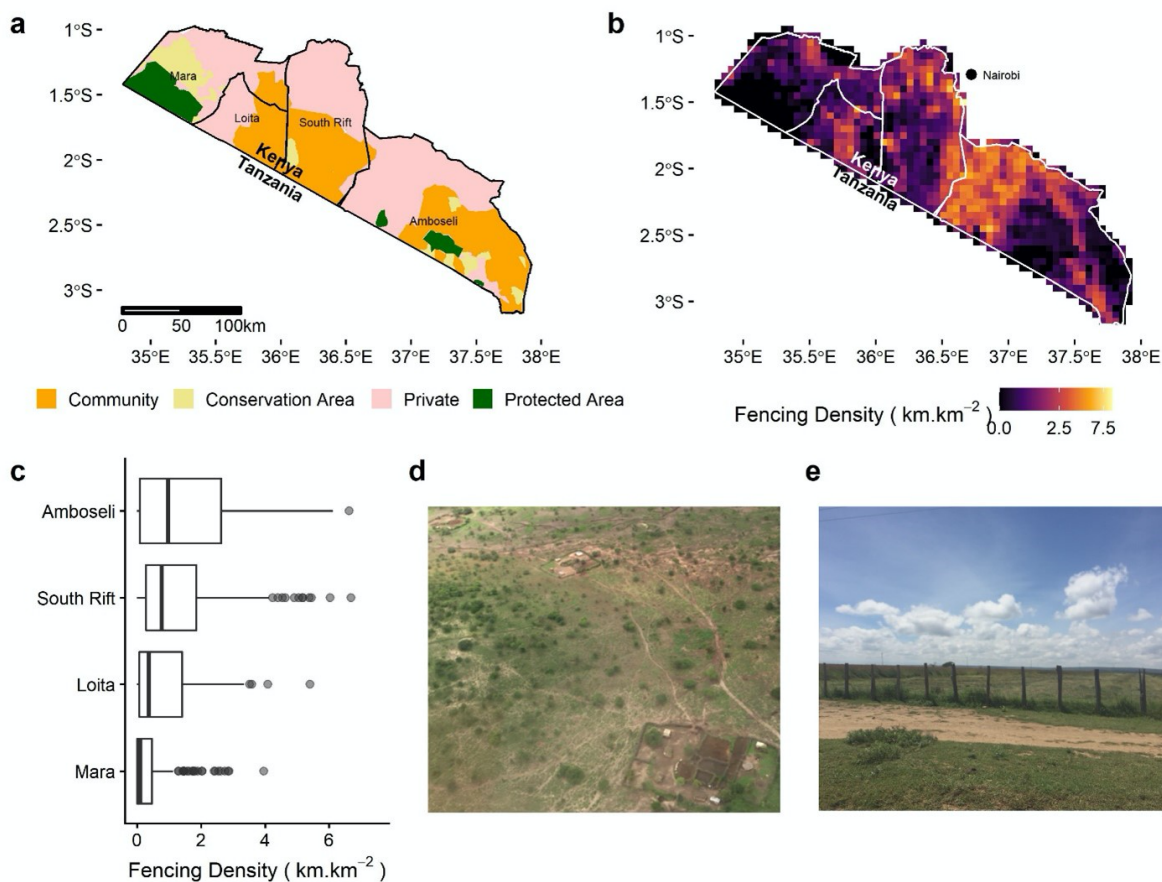 a
1°S
1.5°S
2°S
2.5°S
3°S
Mara
Loita
South Rift
Amboseli
Kenya
Tanzania
0 50 100km
35°E 35.5°E 36°E 36.5°E 37°E 37.5°E 38°E
Community Conservation Area Private Protected Area
b
1°S
1.5°S
2°S
2.5°S
3°S
Nairobi
Kenya
Tanzania
35°E 35.5°E 36°E 36.5°E 37°E 37.5°E 38°E
Fencing Density ( km.km⁻² )
0.0 2.5 7.5
c
Amboseli
South Rift
Loita
Mara
0 2 4 6
Fencing Density ( km.km⁻² )
d
e